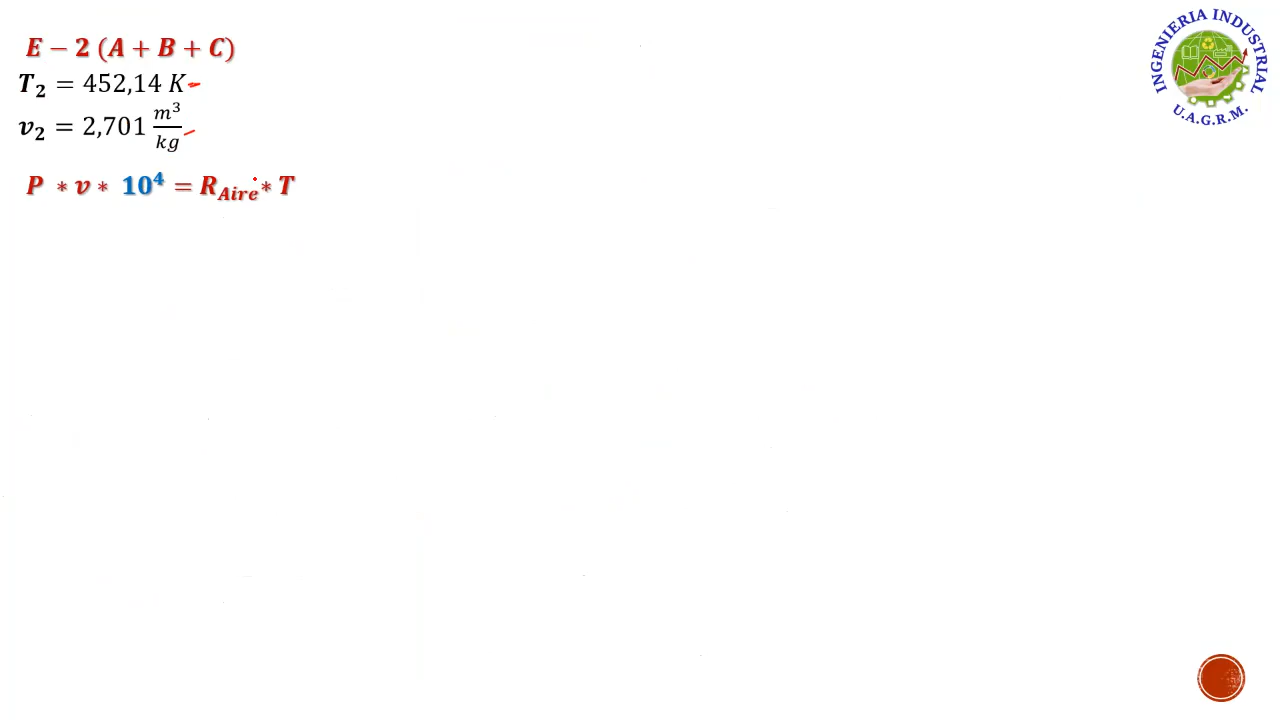 E − 2 (A + B + C)
T₂ = 452,14 K
v₂ = 2,701 m³/kg
P * v * 10⁴ = R_Aire * T
INGENIERIA INDUSTRIAL
U.A.G.R.M.